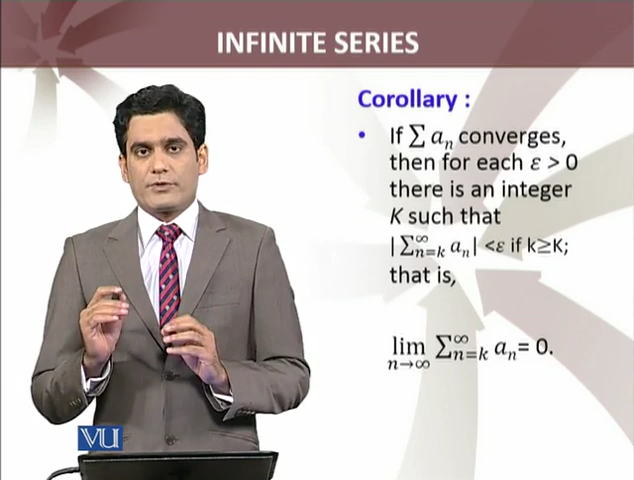 INFINITE SERIES
Corollary :
• If ∑ aₙ converges,
then for each ε > 0
there is an integer
K such that
|∑_{n=k}^{∞} aₙ| <ε if k≥K;
that is,
lim_{n→∞} ∑_{n=k}^{∞} aₙ= 0.
VU